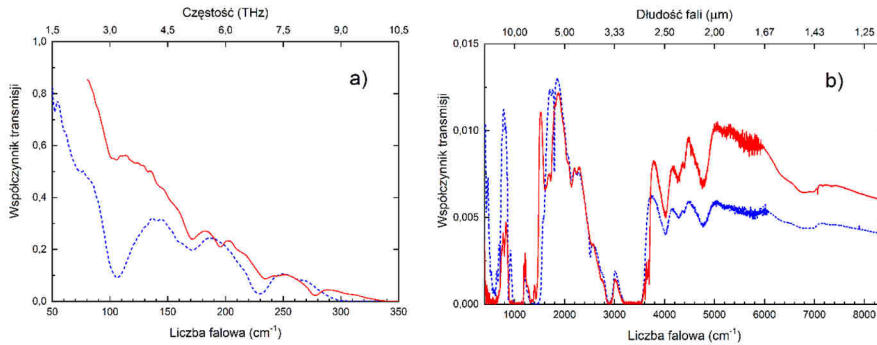 Częstość (THz)
1,5 3,0 4,5 6,0 7,5 9,0 10,5
1,0
0,8
0,6
0,4
0,2
0,0
Współczynnik transmisji
a)
50 100 150 200 250 300 350
Liczba falowa (cm⁻¹)
Dłudość fali (μm)
10,00 5,00 3,33 2,50 2,00 1,67 1,43 1,25
0,015
0,010
0,005
0,000
Współczynnik transmisji
b)
1000 2000 3000 4000 5000 6000 7000 8000
Liczba falowa (cm⁻¹)